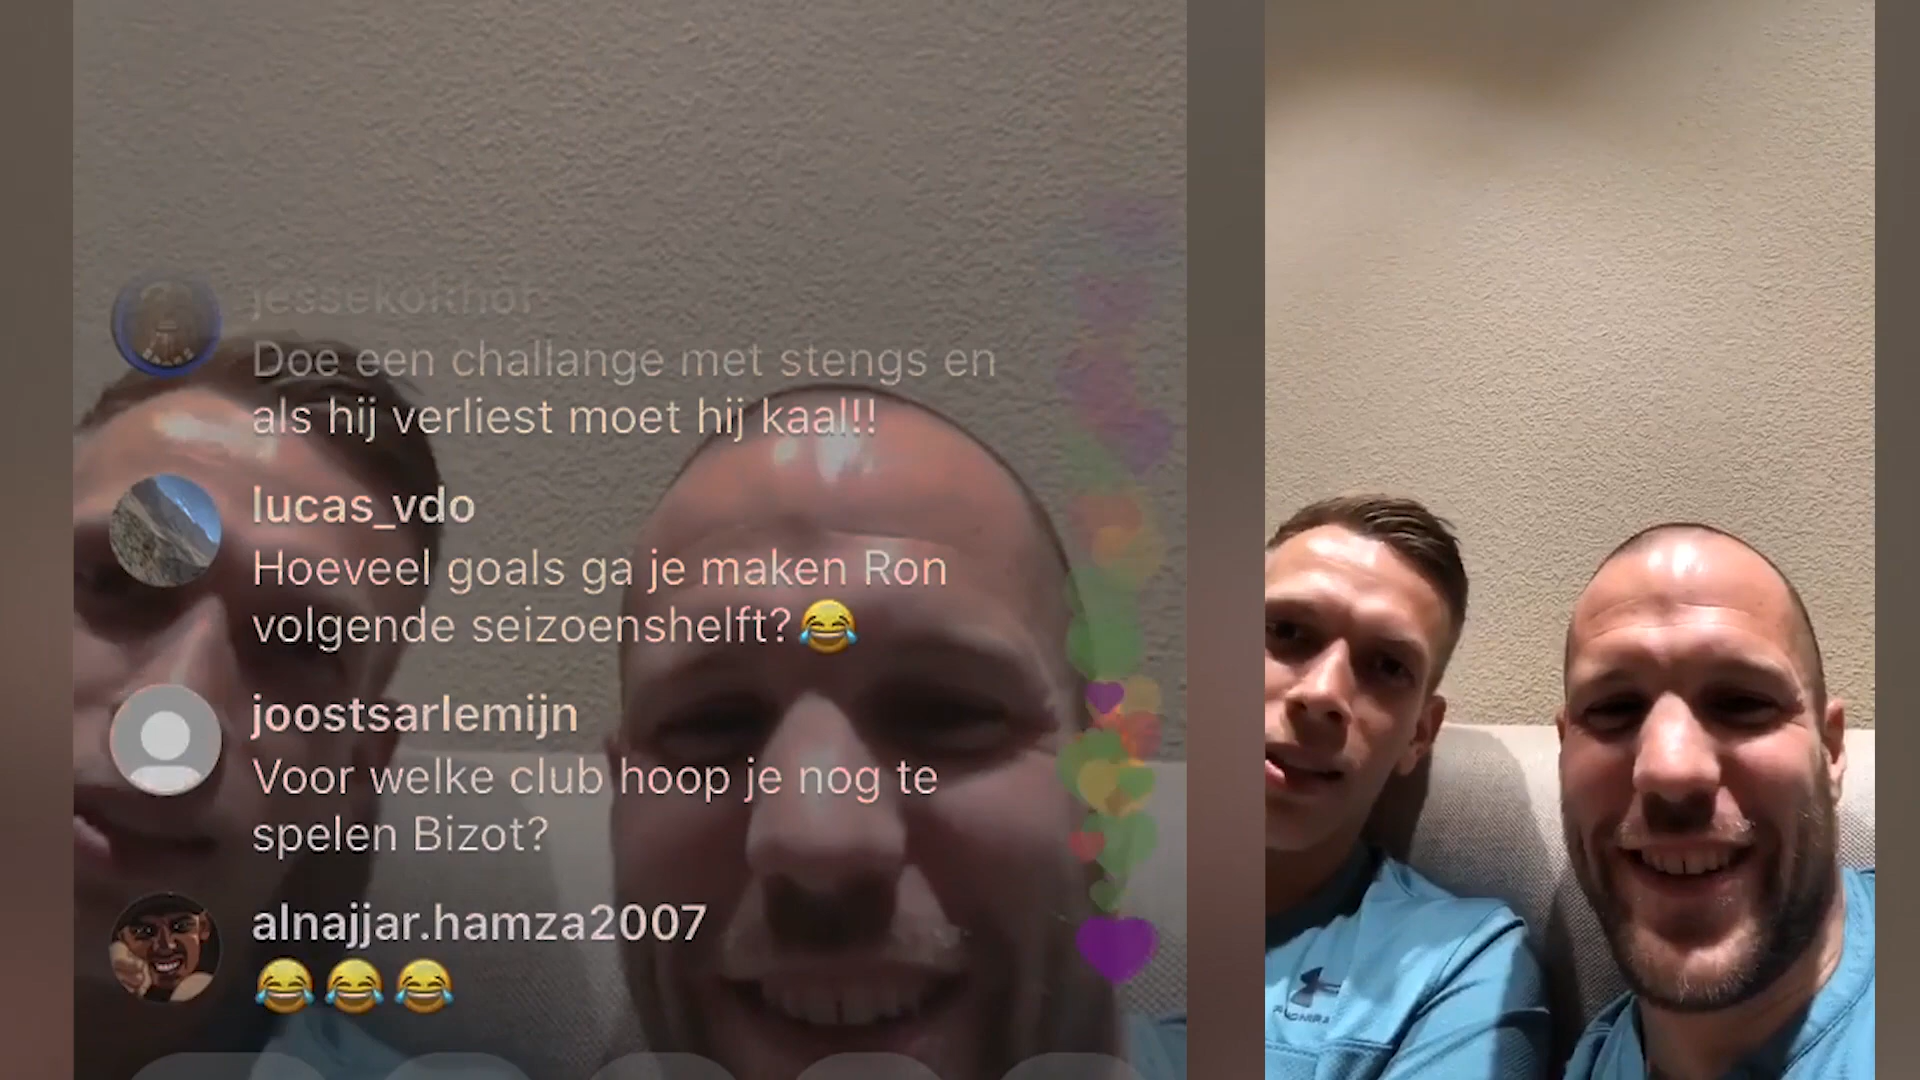 jessekokhof
Doe een challange met stengs en
als hij verliest moet hij kaal!!
lucas_vdo
Hoeveel goals ga je maken Ron
volgende seizoenshelft?😂
joostsarlemijn
Voor welke club hoop je nog te
spelen Bizot?
alnajjar.hamza2007
😂😂😂